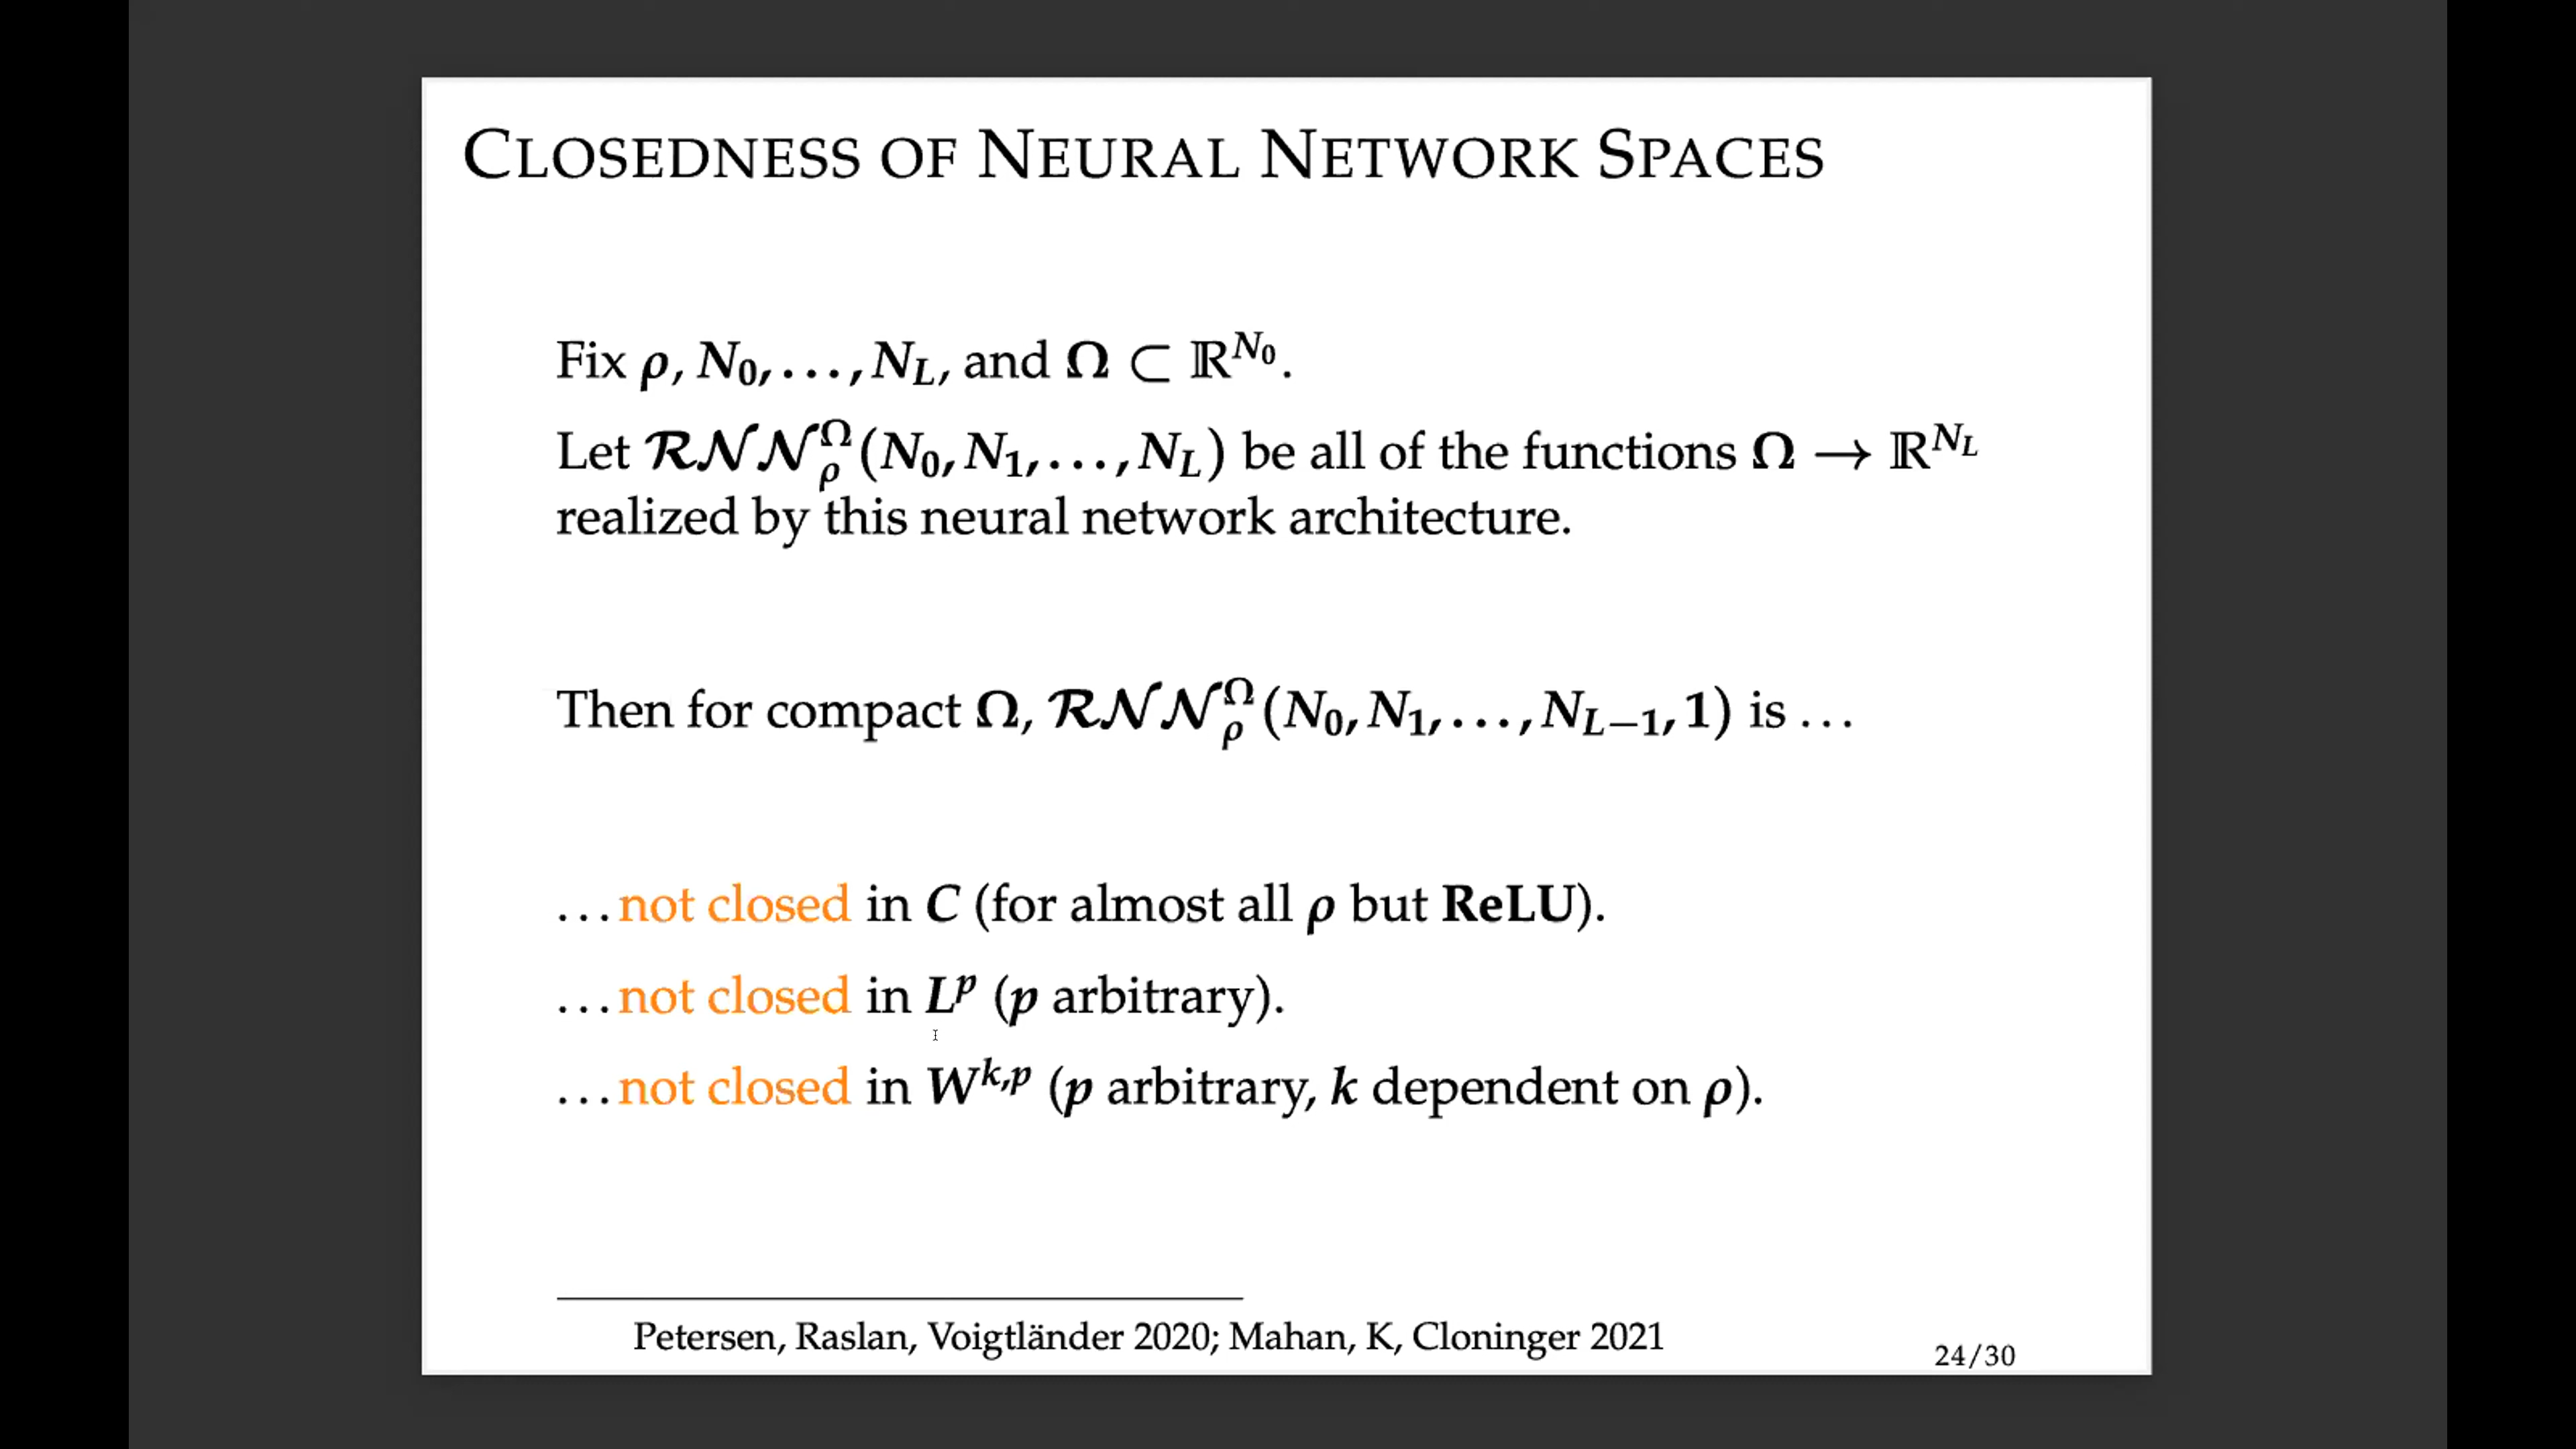 CLOSEDNESS OF NEURAL NETWORK SPACES
Fix ρ, N₀, . . . , N_L, and Ω ⊂ ℝ^{N₀}.
Let 𝓡𝓝𝓝_ρ^Ω(N₀, N₁, . . . , N_L) be all of the functions Ω → ℝ^{N_L}
realized by this neural network architecture.
Then for compact Ω, 𝓡𝓝𝓝_ρ^Ω(N₀, N₁, . . . , N_{L−1}, 1) is . . .
. . . not closed in C (for almost all ρ but ReLU).
. . . not closed in L^p (p arbitrary).
. . . not closed in W^{k,p} (p arbitrary, k dependent on ρ).
Petersen, Raslan, Voigtländer 2020; Mahan, K, Cloninger 2021
24/30